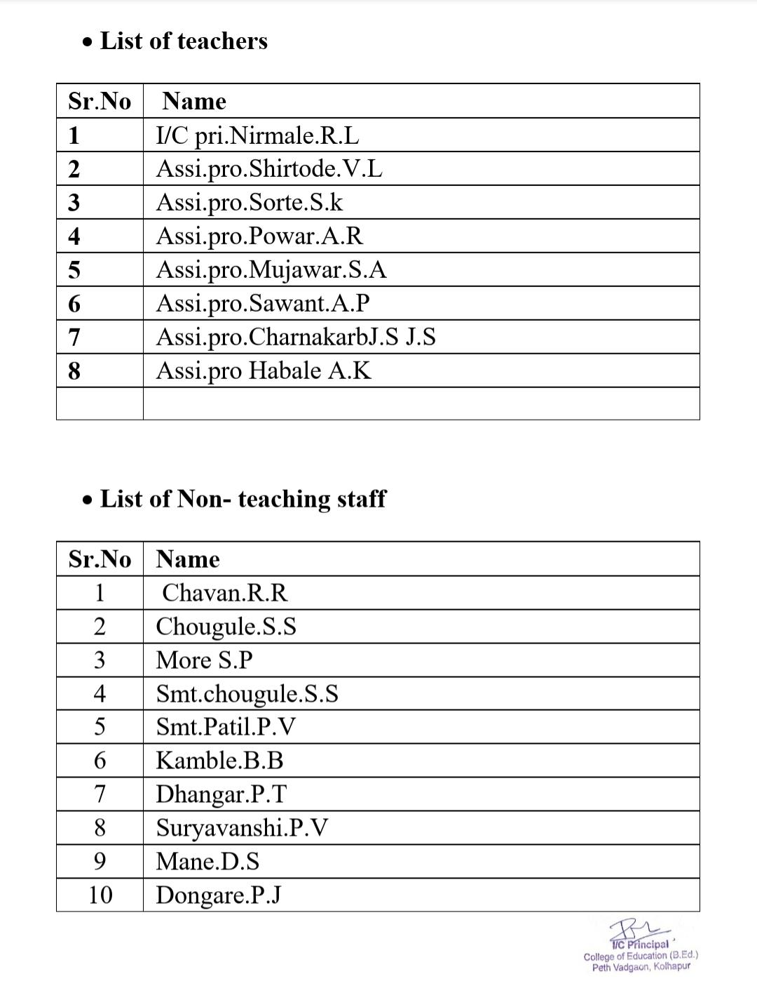 • List of teachers
Sr.No Name
1 I/C pri.Nirmale.R.L
2 Assi.pro.Shirtode.V.L
3 Assi.pro.Sorte.S.k
4 Assi.pro.Powar.A.R
5 Assi.pro.Mujawar.S.A
6 Assi.pro.Sawant.A.P
7 Assi.pro.CharnakarbJ.S J.S
8 Assi.pro Habale A.K
• List of Non- teaching staff
Sr.No Name
1 Chavan.R.R
2 Chougule.S.S
3 More S.P
4 Smt.chougule.S.S
5 Smt.Patil.P.V
6 Kamble.B.B
7 Dhangar.P.T
8 Suryavanshi.P.V
9 Mane.D.S
10 Dongare.P.J
I/C Principal
College of Education (B.Ed.)
Peth Vadgaon, Kolhapur